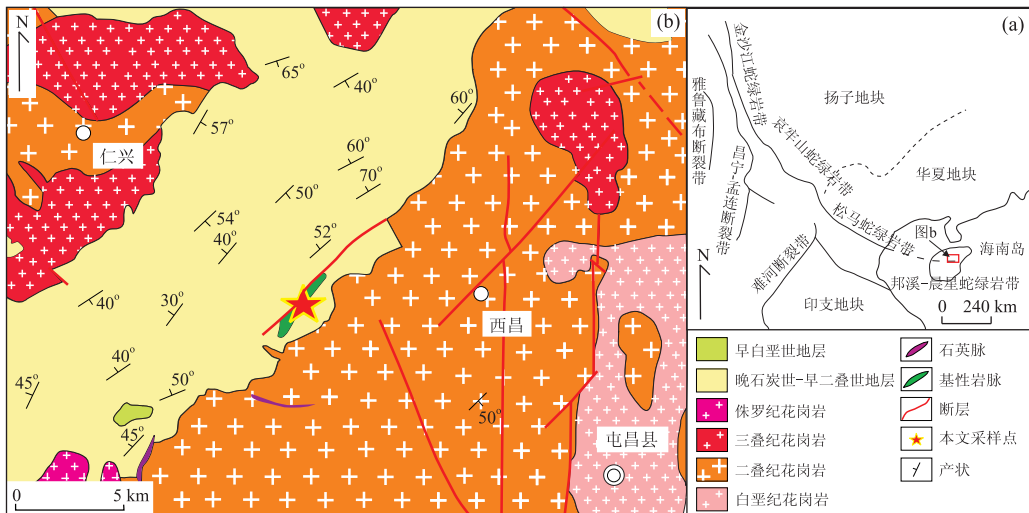 (b)
N
65°
40°
57°
60°
仁兴
60°
70°
50°
54°
40°
52°
40°
30°
西昌
40°
45°
50°
50°
45°
屯昌县
0 5 km
(a)
金沙江蛇绿岩带
雅鲁藏布断裂带
扬子地块
哀牢山蛇绿岩带
昌宁-孟连断裂带
华夏地块
松马蛇绿岩带
图b
海南岛
难河断裂带
邦溪-晨星蛇绿岩带
N
印支地块
0 240 km
早白垩世地层
晚石炭世-早二叠世地层
侏罗纪花岗岩
三叠纪花岗岩
二叠纪花岗岩
白垩纪花岗岩
石英脉
基性岩脉
断层
本文采样点
产状